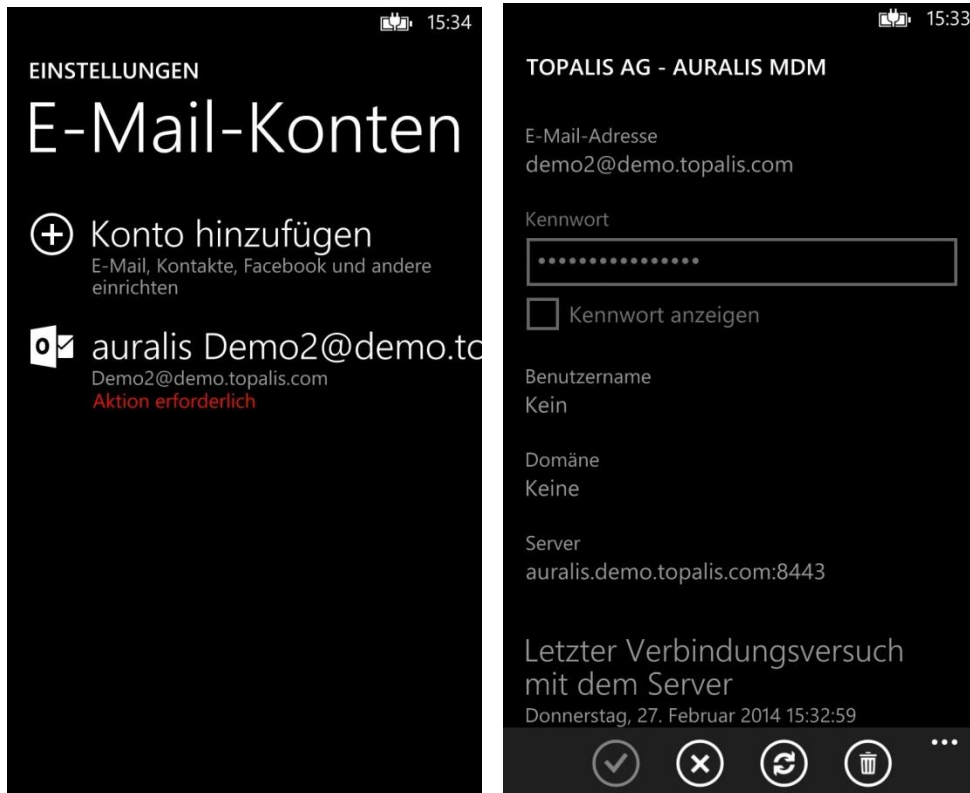 15:34
EINSTELLUNGEN
E-Mail-Konten
Konto hinzufügen
E-Mail, Kontakte, Facebook und andere
einrichten
auralis Demo2@demo.to
Demo2@demo.topalis.com
Aktion erforderlich
15:33
TOPALIS AG - AURALIS MDM
E-Mail-Adresse
demo2@demo.topalis.com
Kennwort
••••••••••••••••
Kennwort anzeigen
Benutzername
Kein
Domäne
Keine
Server
auralis.demo.topalis.com:8443
Letzter Verbindungsversuch
mit dem Server
Donnerstag, 27. Februar 2014 15:32:59